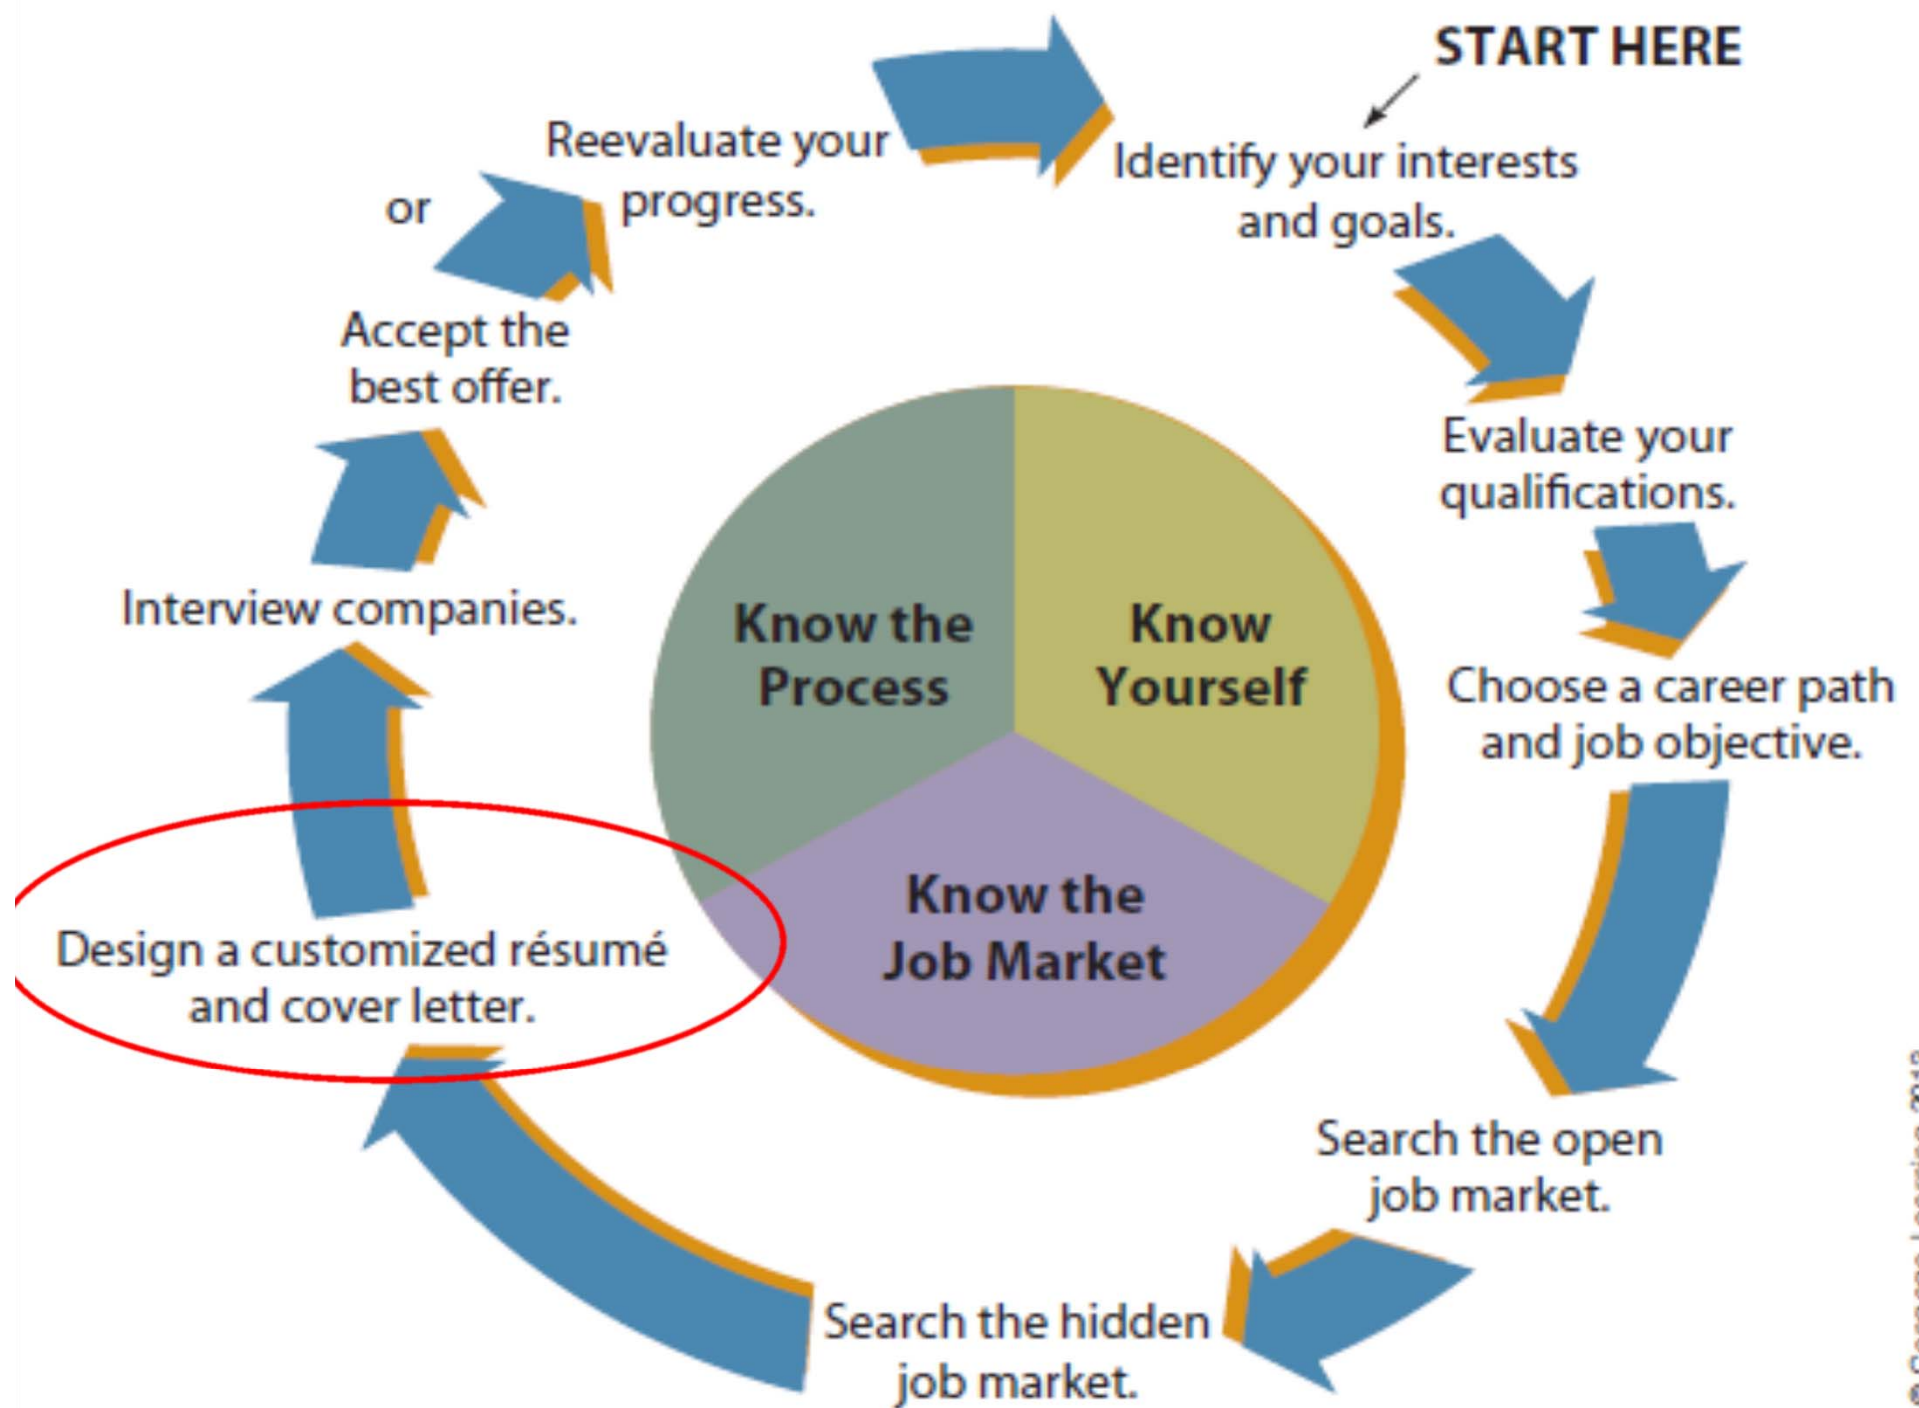 START HERE
Identify your interests
and goals.
Evaluate your
qualifications.
Choose a career path
and job objective.
Search the open
job market.
Search the hidden
job market.
Design a customized résumé
and cover letter.
Interview companies.
Accept the
best offer.
or
Reevaluate your
progress.
Know the
Process
Know
Yourself
Know the
Job Market